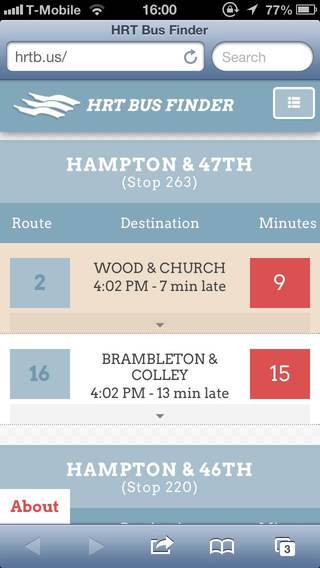 T-Mobile 16:00 77%
HRT Bus Finder
hrtb.us/ Search
HRT BUS FINDER
HAMPTON & 47TH
(Stop 263)
Route Destination Minutes
2 WOOD & CHURCH 9
4:02 PM - 7 min late
16 BRAMBLETON & COLLEY 15
4:02 PM - 13 min late
HAMPTON & 46TH
(Stop 220)
About
3